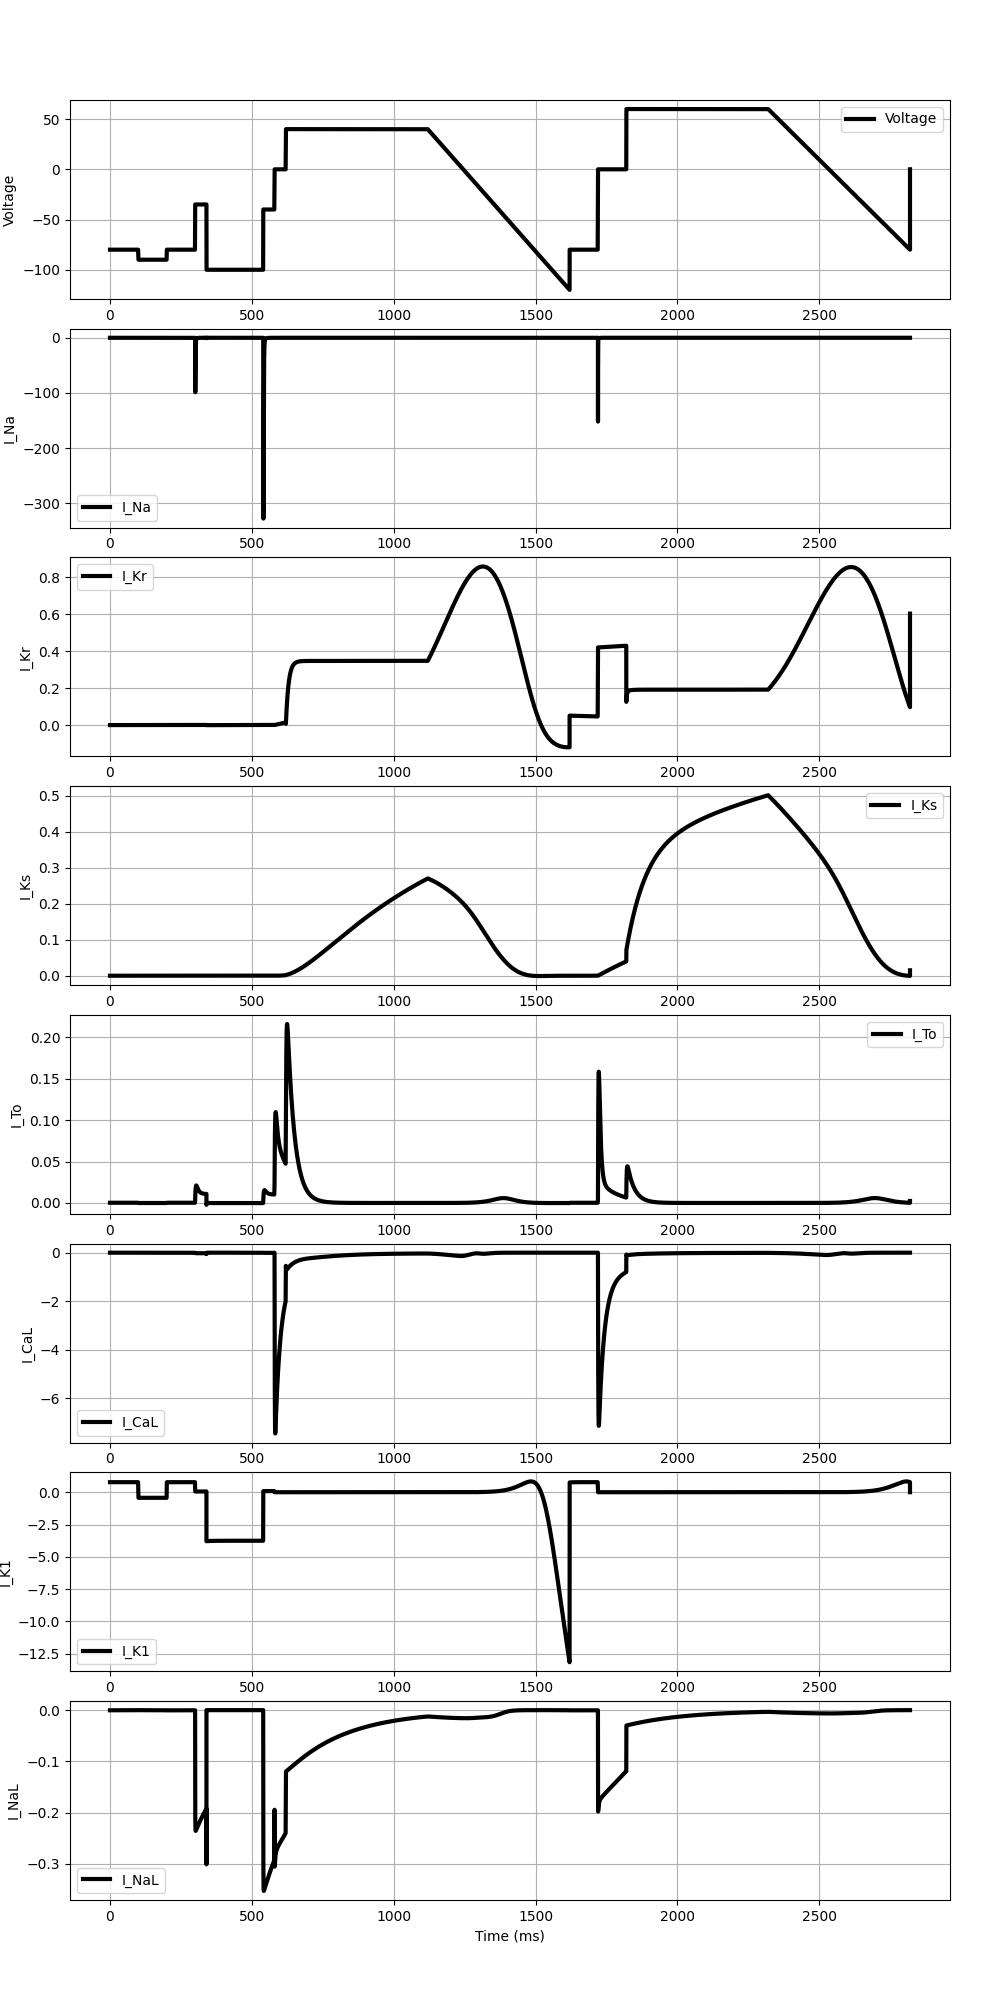 50
0
−50
−100
Voltage
Voltage
0 500 1000 1500 2000 2500
0
−100
−200
−300
I_Na
I_Na
0 500 1000 1500 2000 2500
0.8
0.6
0.4
0.2
0.0
I_Kr
I_Kr
0 500 1000 1500 2000 2500
0.5
0.4
0.3
0.2
0.1
0.0
I_Ks
I_Ks
0 500 1000 1500 2000 2500
0.20
0.15
0.10
0.05
0.00
I_To
I_To
0 500 1000 1500 2000 2500
0
−2
−4
−6
I_CaL
I_CaL
0 500 1000 1500 2000 2500
0.0
−2.5
−5.0
−7.5
−10.0
−12.5
I_K1
I_K1
0 500 1000 1500 2000 2500
0.0
−0.1
−0.2
−0.3
I_NaL
I_NaL
0 500 1000 1500 2000 2500
Time (ms)